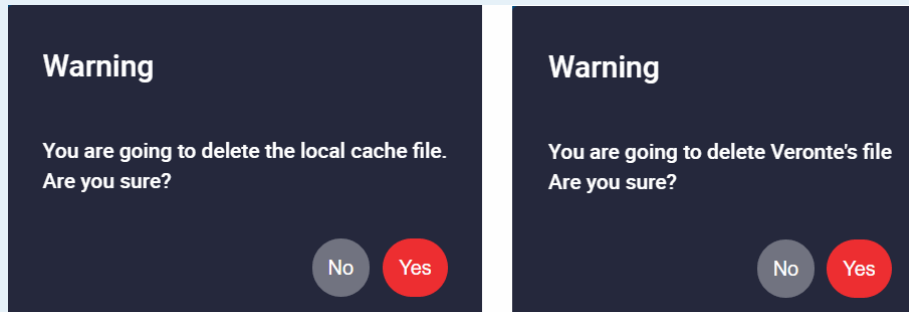 Warning
You are going to delete the local cache file.
Are you sure?
No
Yes
Warning
You are going to delete Veronte's file
Are you sure?
No
Yes